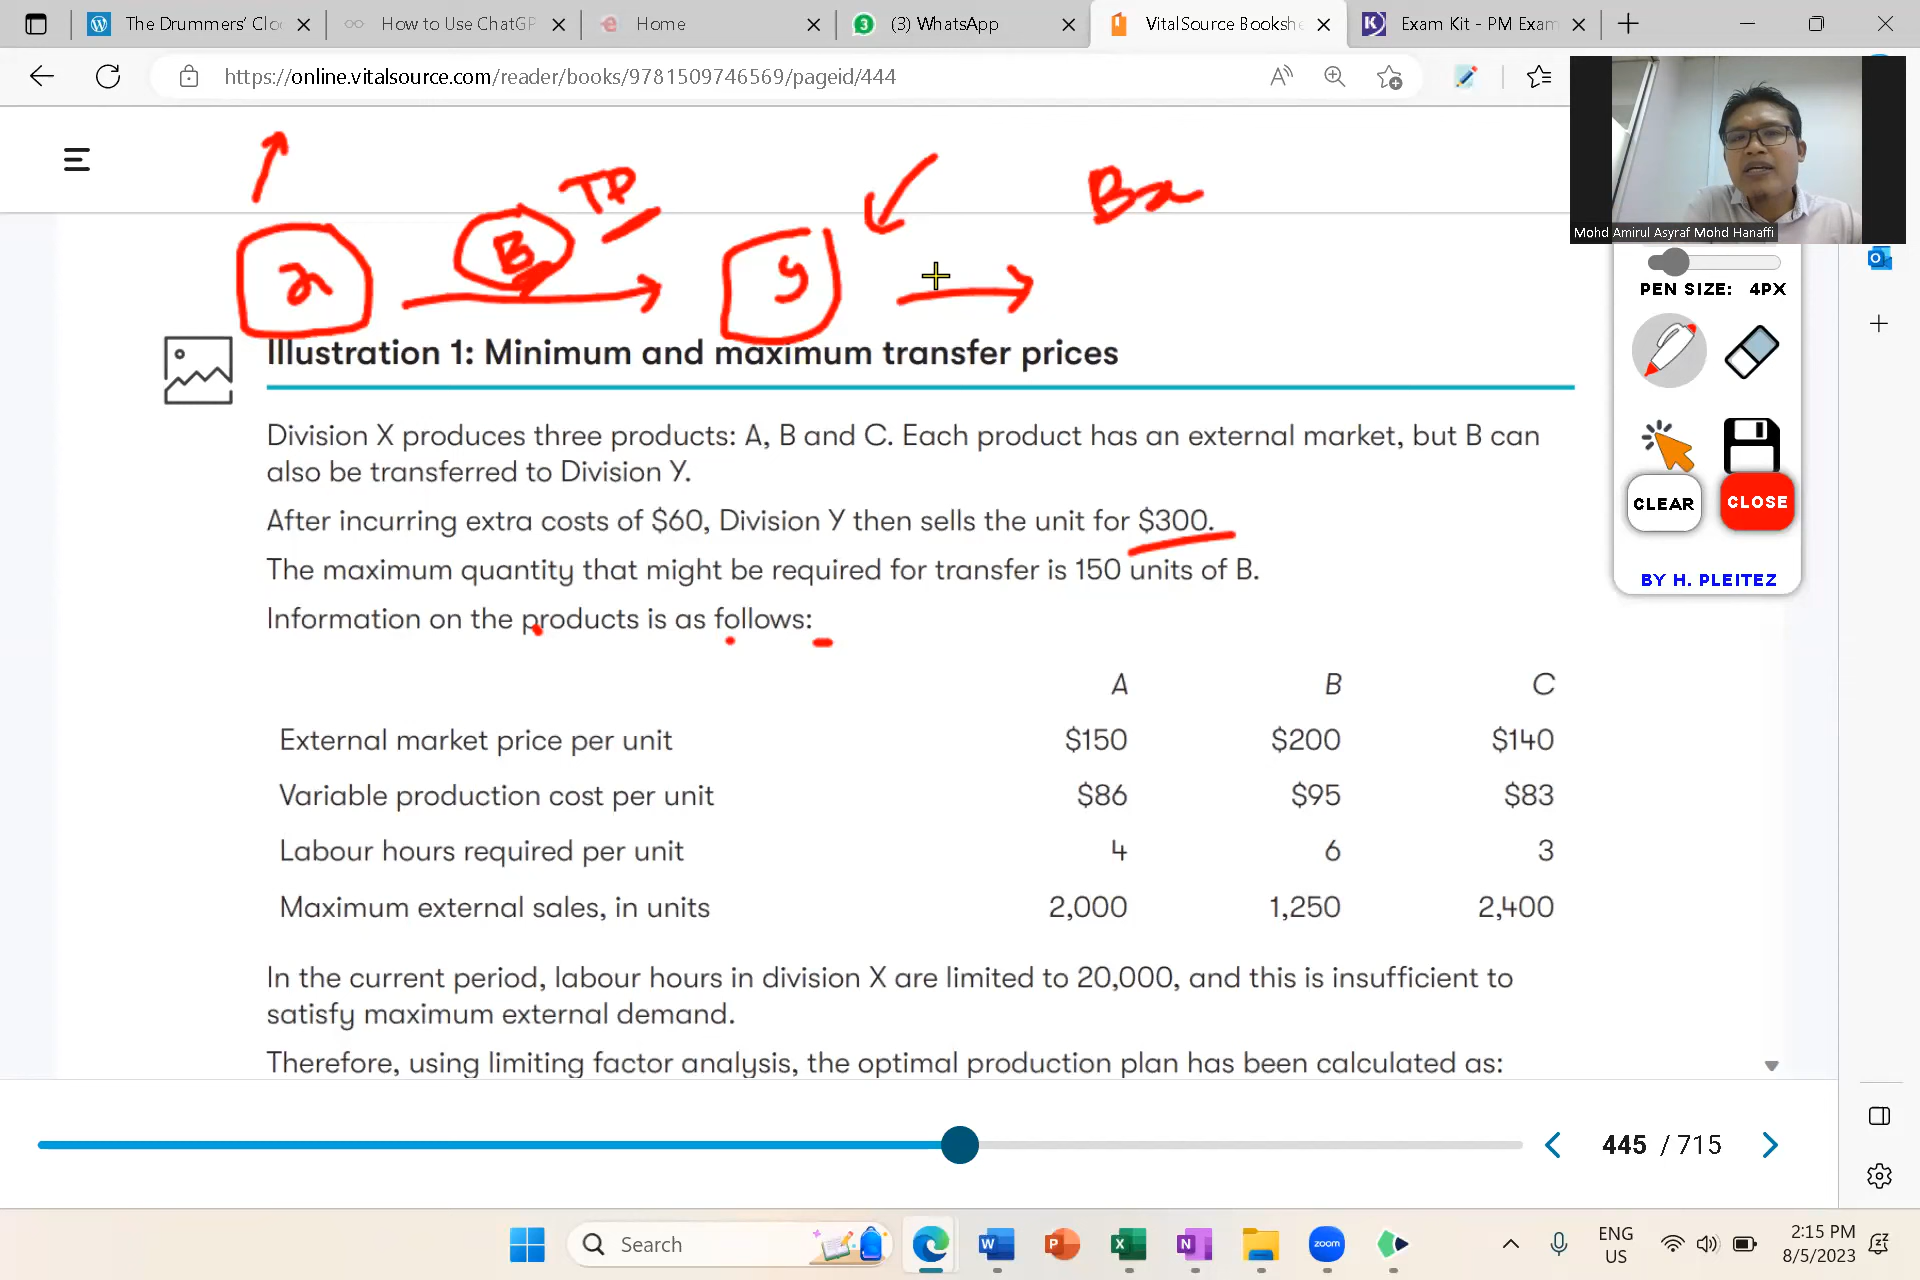 The Drummers' Clo
How to Use ChatGP
Home
(3) WhatsApp
VitalSource Bookshe
Exam Kit - PM Exam
https://online.vitalsource.com/reader/books/9781509746569/pageid/444
Mohd Amirul Asyraf Mohd Hanaffi
TP
Bx
x
B
y
PEN SIZE: 4PX
CLEAR
CLOSE
BY H. PLEITEZ
Illustration 1: Minimum and maximum transfer prices
Division X produces three products: A, B and C. Each product has an external market, but B can
also be transferred to Division Y.
After incurring extra costs of $60, Division Y then sells the unit for $300.
The maximum quantity that might be required for transfer is 150 units of B.
Information on the products is as follows:
A B C
External market price per unit $150 $200 $140
Variable production cost per unit $86 $95 $83
Labour hours required per unit 4 6 3
Maximum external sales, in units 2,000 1,250 2,400
In the current period, labour hours in division X are limited to 20,000, and this is insufficient to
satisfy maximum external demand.
Therefore, using limiting factor analysis, the optimal production plan has been calculated as:
445 / 715
Search
W
P
X
N
zoom
ENG
US
2:15 PM
8/5/2023